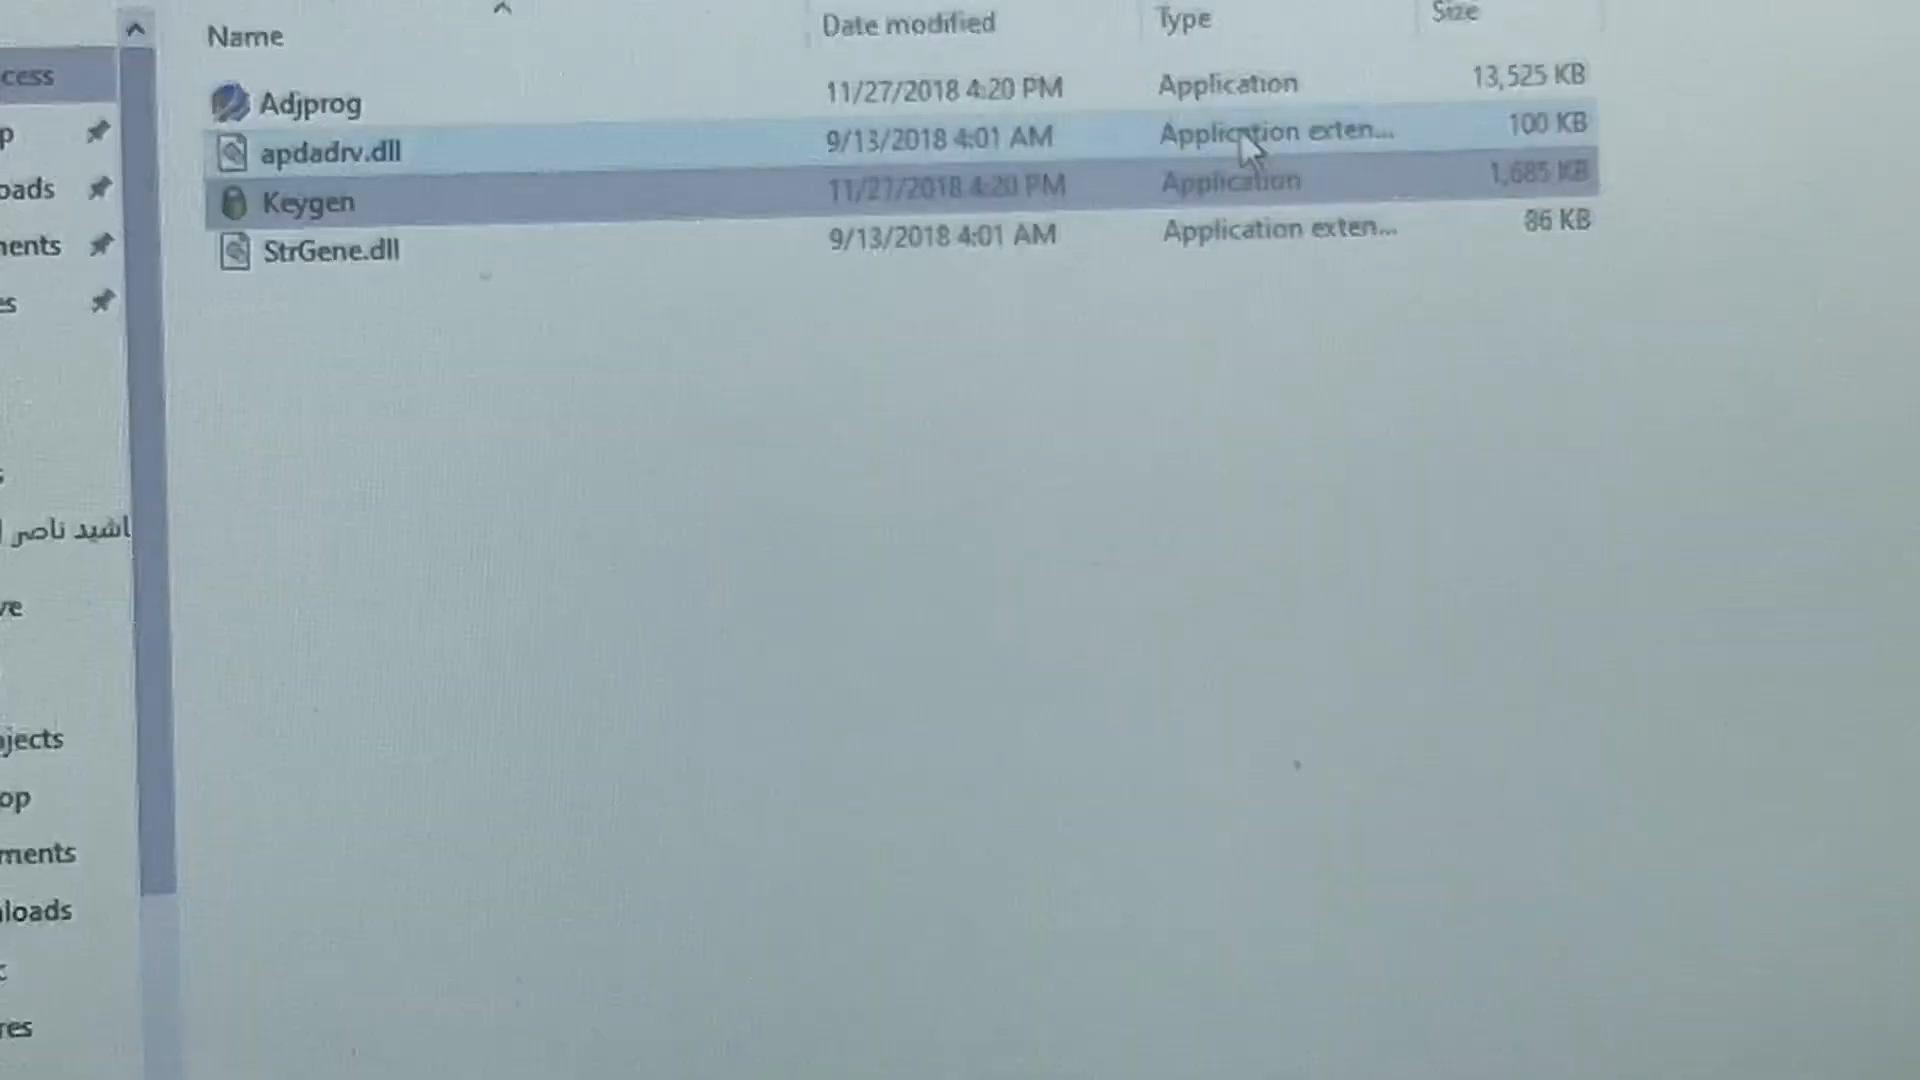 Name Date modified Type Size
Adjprog 11/27/2018 4:20 PM Application 13,525 KB
apdadrv.dll 9/13/2018 4:01 AM Application exten... 100 KB
Keygen 11/27/2018 4:20 PM Application 1,685 KB
StrGene.dll 9/13/2018 4:01 AM Application exten... 86 KB
cess
p
oads
nents
es
s
اشيد ناصر
ve
jects
op
ments
loads
res